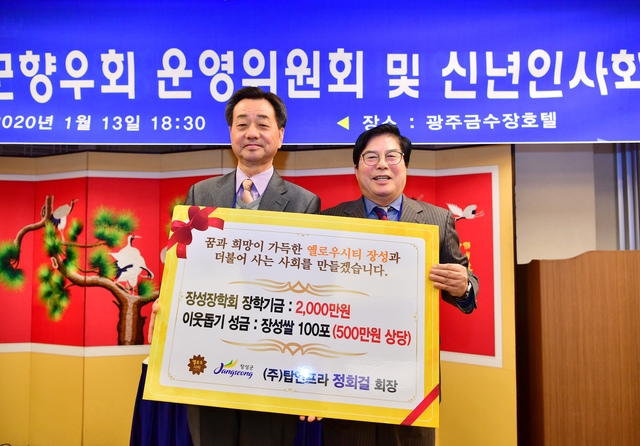 향우회 운영위원회 및 신년인사회
2020년 1월 13일 18:30 ◀ 장소 : 광주금수장호텔
꿈과 희망이 가득한 옐로우시티 장성과
더불어 사는 사회를 만들겠습니다.
장성장학회 장학기금 : 2,000만원
이웃돕기 성금 : 장성쌀 100포 (500만원 상당)
장성군
Jangseong
(주)탑인프라 정회걸 회장